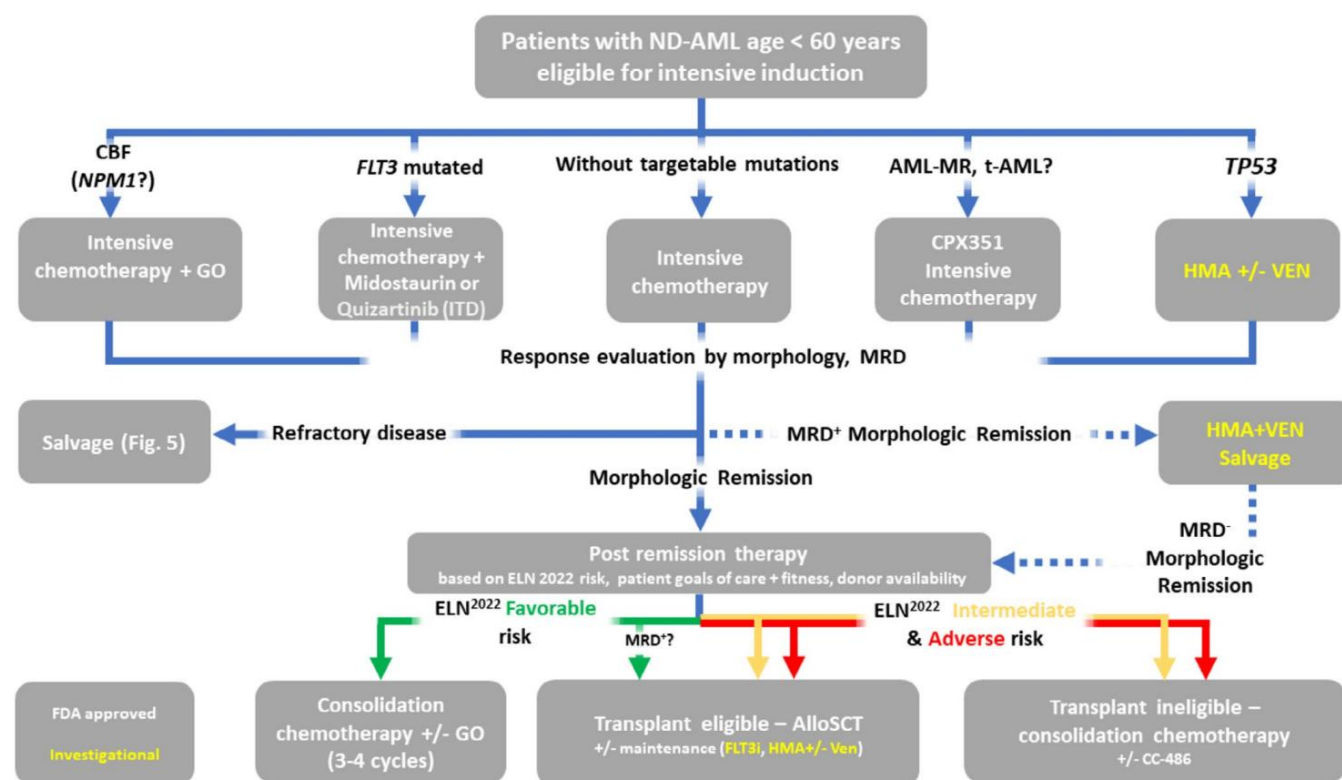 Patients with ND-AML age < 60 years
eligible for intensive induction
CBF
(NPM1?)
FLT3 mutated
Without targetable mutations
AML-MR, t-AML?
TP53
Intensive
chemotherapy + GO
Intensive
chemotherapy +
Midostaurin or
Quizartinib (ITD)
Intensive
chemotherapy
CPX351
Intensive
chemotherapy
HMA +/- VEN
Response evaluation by morphology, MRD
Salvage (Fig. 5)
Refractory disease
MRD⁺ Morphologic Remission
HMA+VEN
Salvage
Morphologic Remission
MRD⁻
Morphologic
Remission
Post remission therapy
based on ELN 2022 risk, patient goals of care + fitness, donor availability
ELN²⁰²² Favorable
risk
MRD⁺?
ELN²⁰²² Intermediate
& Adverse risk
FDA approved
Investigational
Consolidation
chemotherapy +/- GO
(3-4 cycles)
Transplant eligible – AlloSCT
+/- maintenance (FLT3i, HMA+/- Ven)
Transplant ineligible –
consolidation chemotherapy
+/- CC-486